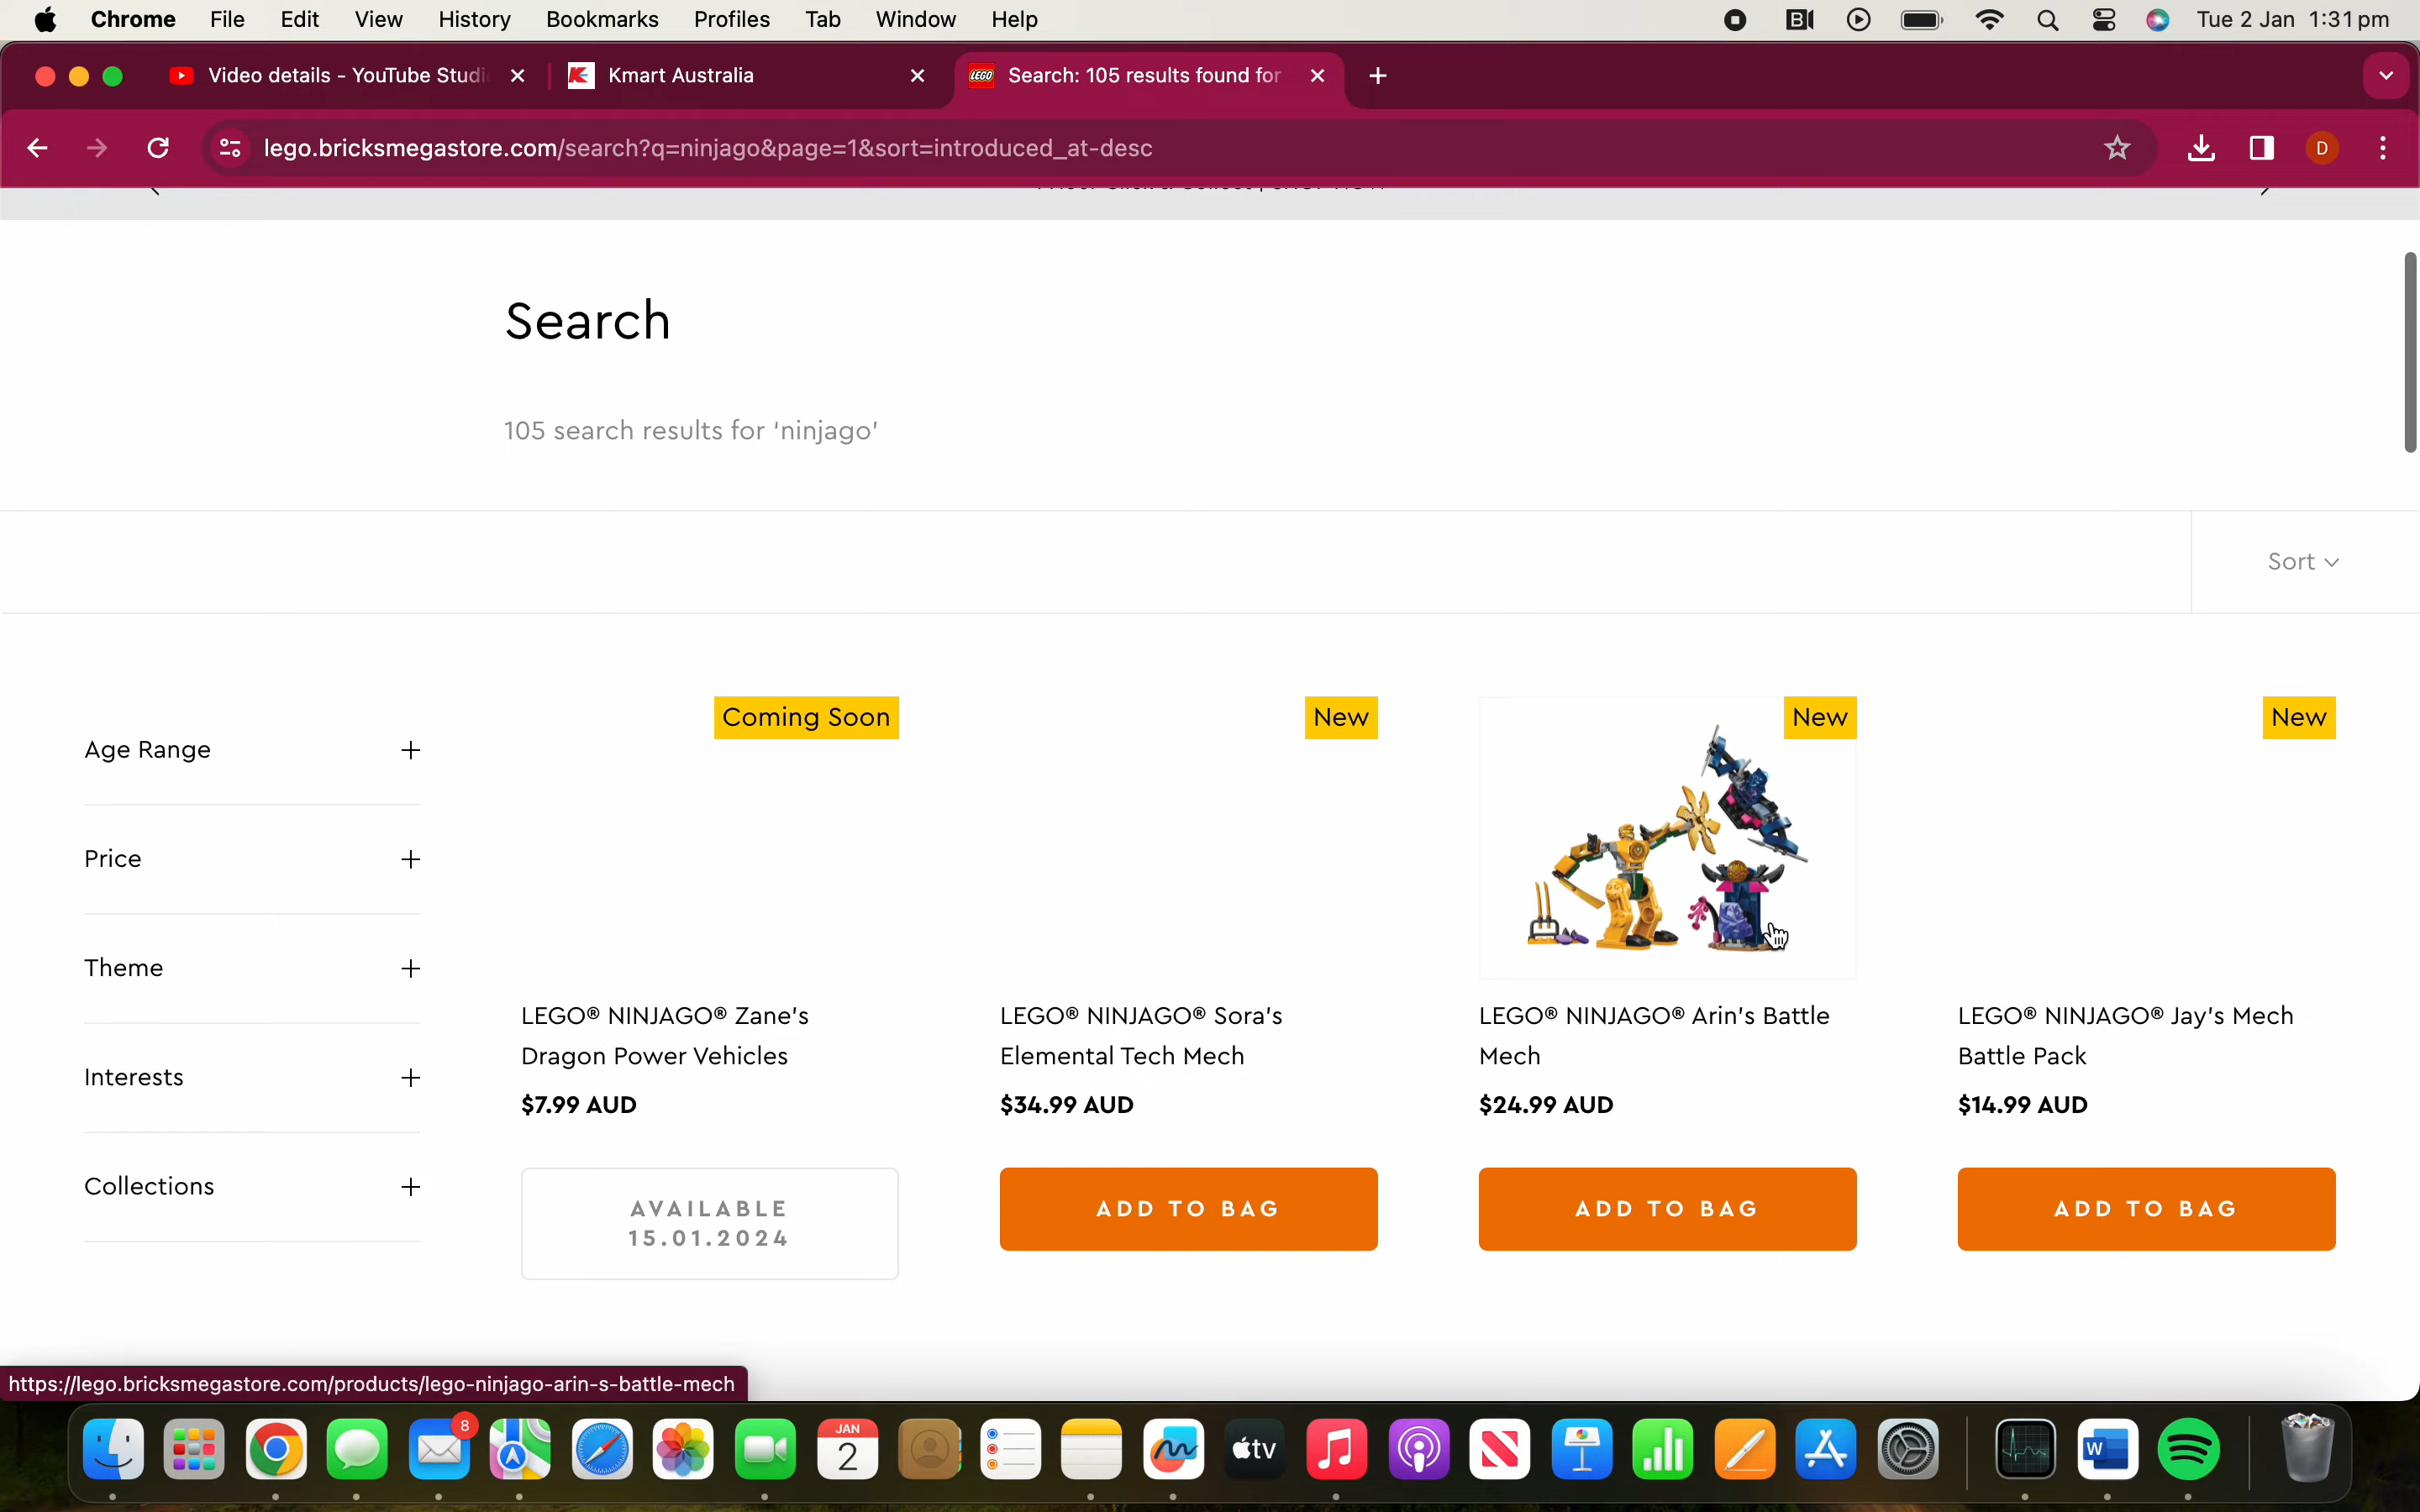 Chrome File Edit View History Bookmarks Profiles Tab Window Help Tue 2 Jan 1:31 pm
Video details - YouTube Studi Kmart Australia LEGO Search: 105 results found for
lego.bricksmegastore.com/search?q=ninjago&page=1&sort=introduced_at-desc D
Search
105 search results for ‘ninjago’
Sort
Age Range
Price
Theme
Interests
Collections
Coming Soon
LEGO® NINJAGO® Zane's
Dragon Power Vehicles
$7.99 AUD
AVAILABLE
15.01.2024
New
LEGO® NINJAGO® Sora's
Elemental Tech Mech
$34.99 AUD
ADD TO BAG
New
LEGO® NINJAGO® Arin's Battle
Mech
$24.99 AUD
ADD TO BAG
New
LEGO® NINJAGO® Jay's Mech
Battle Pack
$14.99 AUD
ADD TO BAG
https://lego.bricksmegastore.com/products/lego-ninjago-arin-s-battle-mech
8 JAN 2 tv W